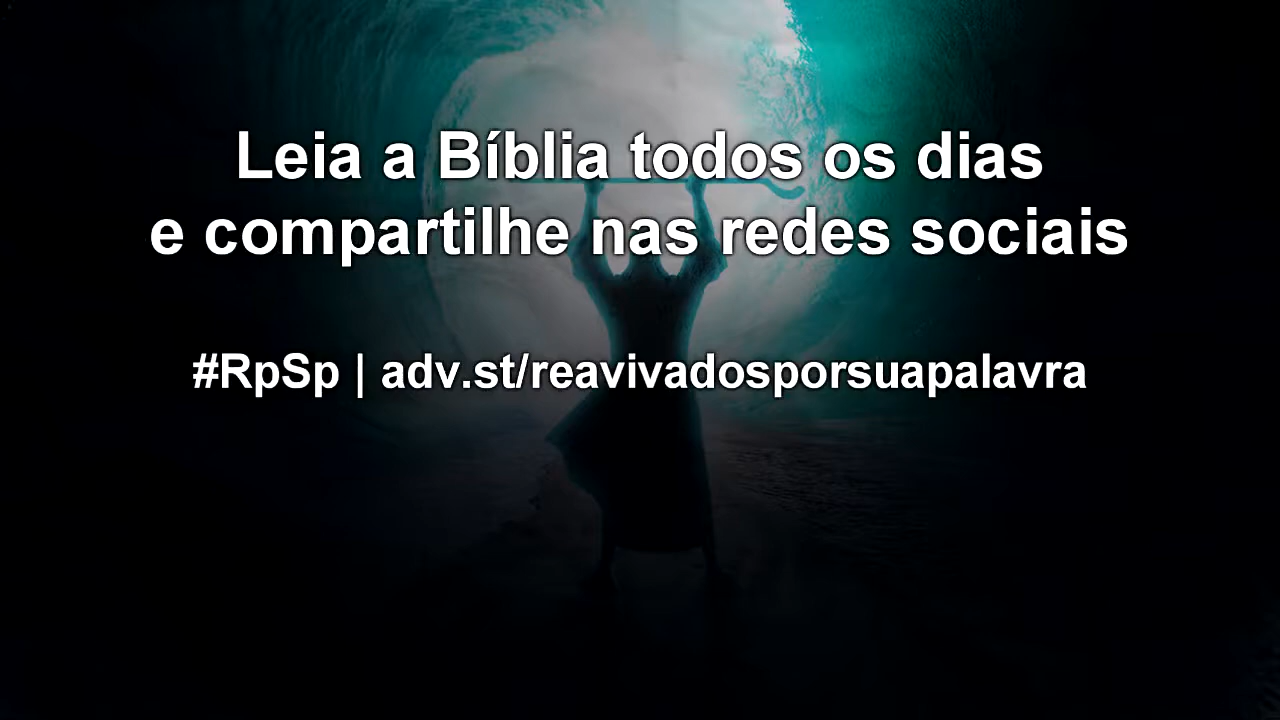 Leia a Bíblia todos os dias
e compartilhe nas redes sociais
#RpSp | adv.st/reavivadosporsuapalavra